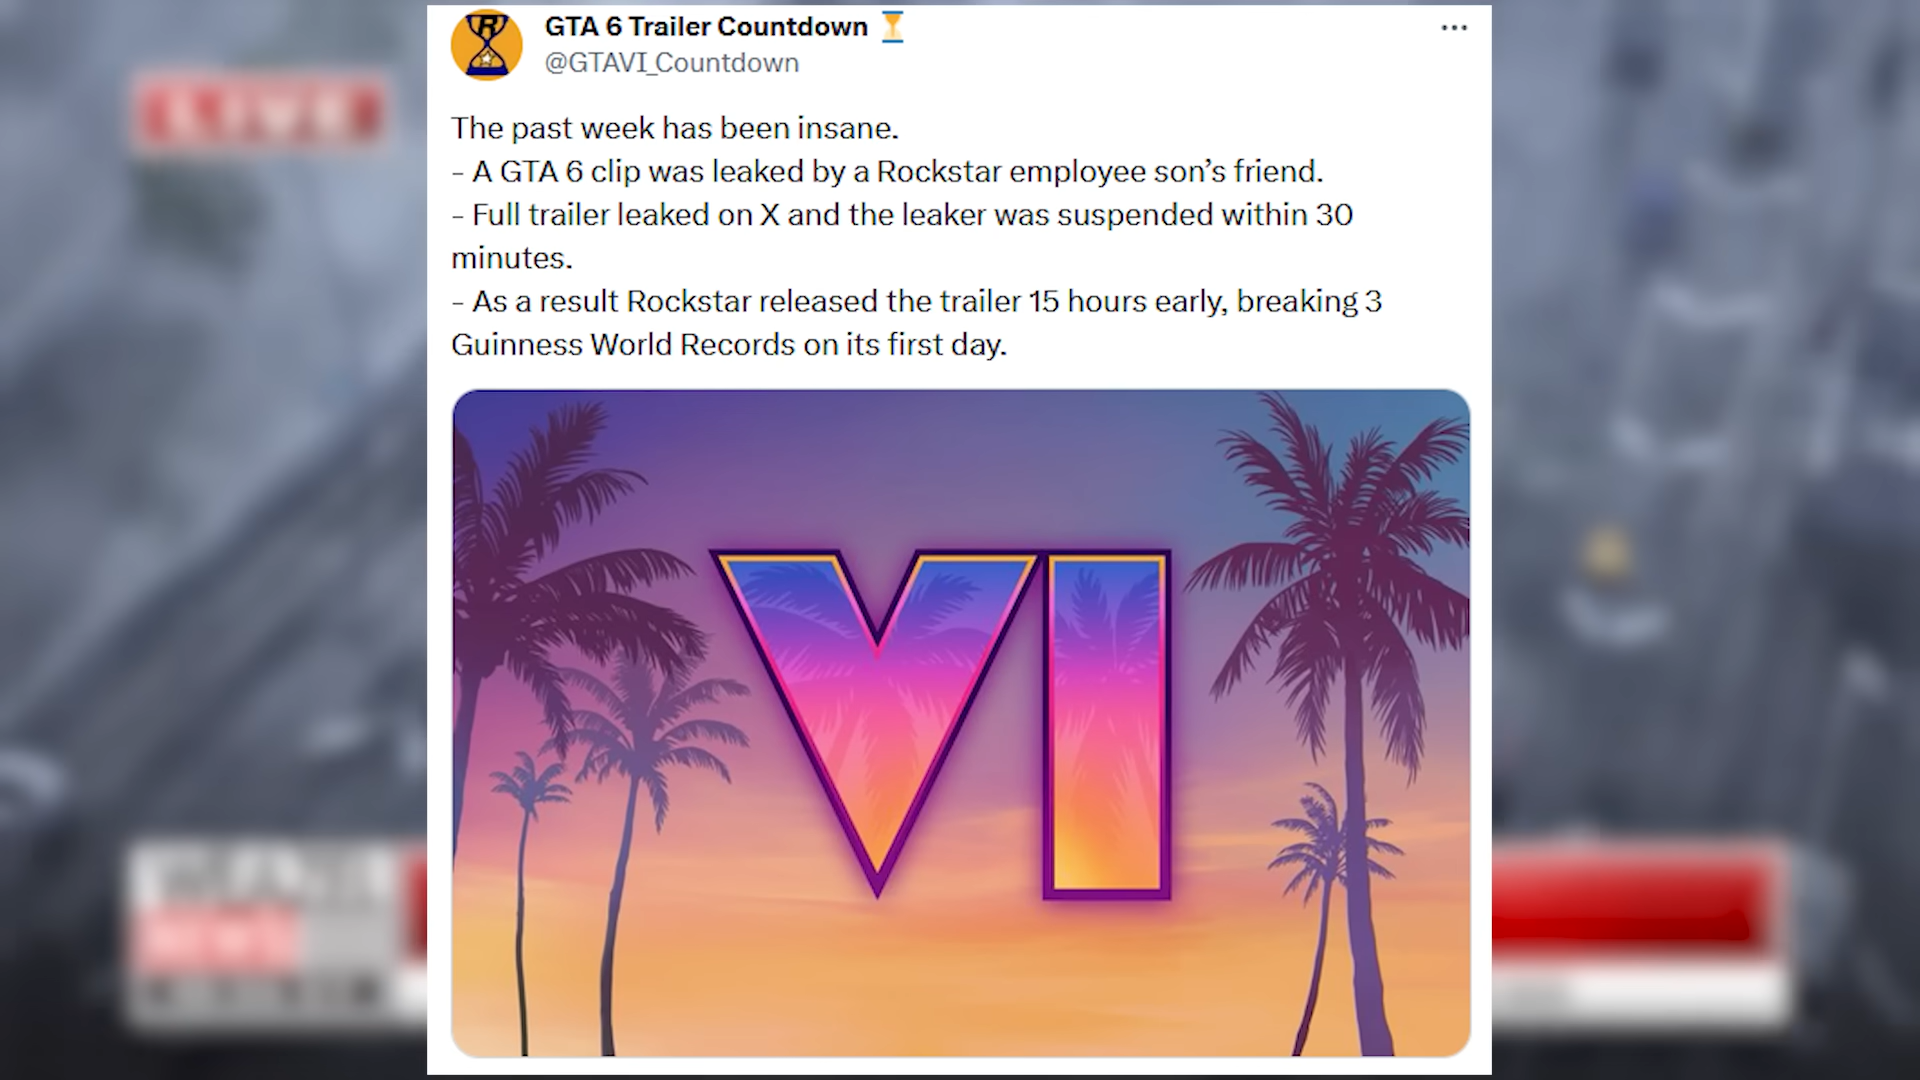 GTA 6 Trailer Countdown ⏳
@GTAVI_Countdown
The past week has been insane.
- A GTA 6 clip was leaked by a Rockstar employee son’s friend.
- Full trailer leaked on X and the leaker was suspended within 30
minutes.
- As a result Rockstar released the trailer 15 hours early, breaking 3
Guinness World Records on its first day.
VI
LIVE
NEWS